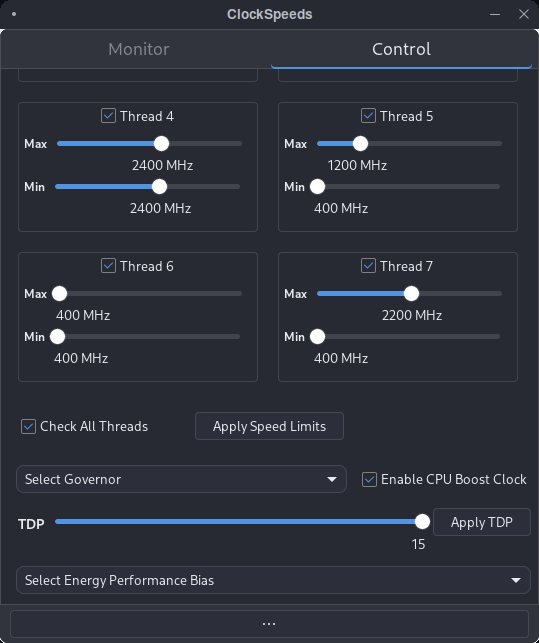 ClockSpeeds
Monitor Control
Thread 4
Max
2400 MHz
Min
2400 MHz
Thread 5
Max
1200 MHz
Min
400 MHz
Thread 6
Max
400 MHz
Min
400 MHz
Thread 7
Max
2200 MHz
Min
400 MHz
Check All Threads Apply Speed Limits
Select Governor Enable CPU Boost Clock
TDP Apply TDP
15
Select Energy Performance Bias
...